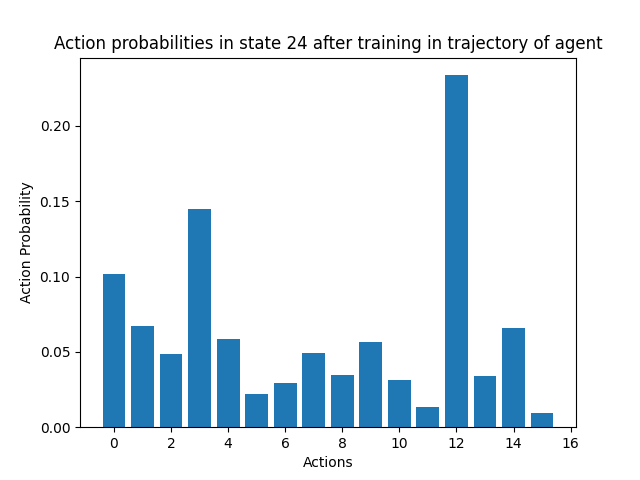 Action probabilities in state 24 after training in trajectory of agent
0.20
0.15
0.10
0.05
0.00
Action Probability
0 2 4 6 8 10 12 14 16
Actions